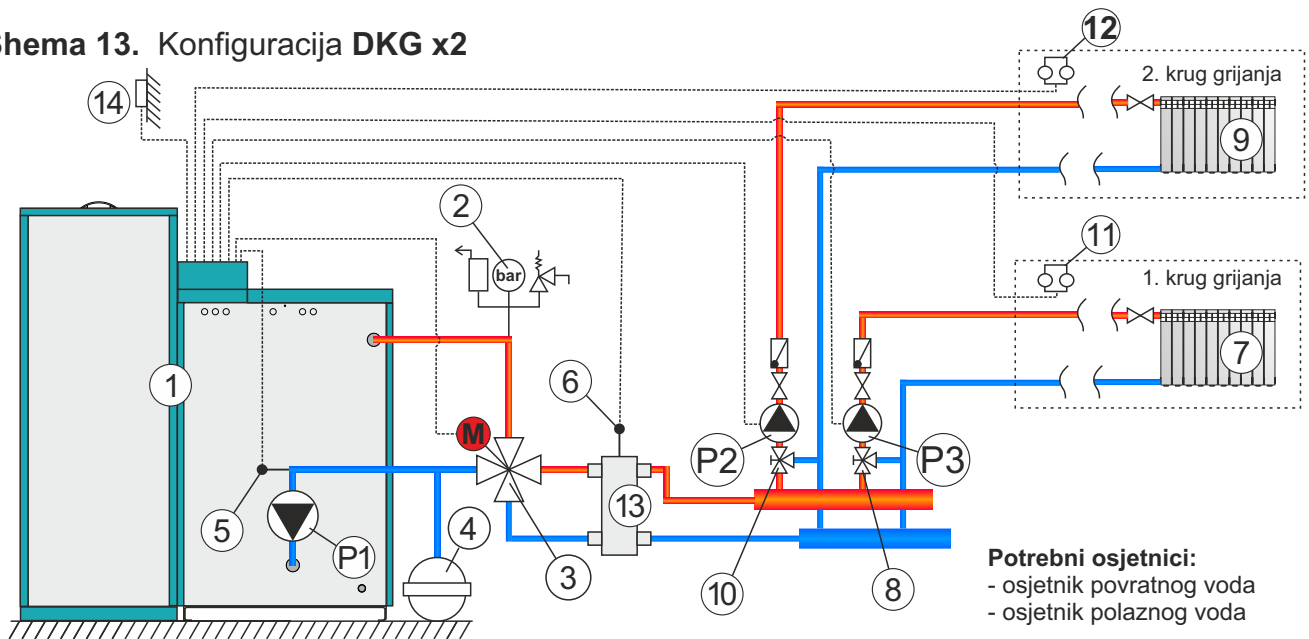 Shema 13. Konfiguracija DKG x2
12
2. krug grijanja
14
9
2
11
bar
1. krug grijanja
7
1
6
M
P2
P3
13
5
P1
4
3
10
8
Potrebni osjetnici:
- osjetnik povratnog voda
- osjetnik polaznog voda